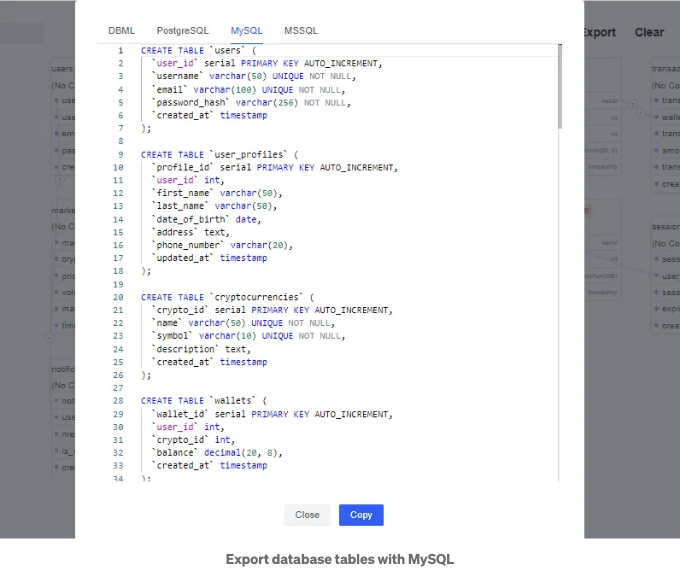 DBML PostgreSQL MySQL MSSQL
Export Clear
1 CREATE TABLE `users` (
2 `user_id` serial PRIMARY KEY AUTO_INCREMENT,
3 `username` varchar(50) UNIQUE NOT NULL,
4 `email` varchar(100) UNIQUE NOT NULL,
5 `password_hash` varchar(256) NOT NULL,
6 `created_at` timestamp
7 );
8
9 CREATE TABLE `user_profiles` (
10 `profile_id` serial PRIMARY KEY AUTO_INCREMENT,
11 `user_id` int,
12 `first_name` varchar(50),
13 `last_name` varchar(50),
14 `date_of_birth` date,
15 `address` text,
16 `phone_number` varchar(20),
17 `updated_at` timestamp
18 );
19
20 CREATE TABLE `cryptocurrencies` (
21 `crypto_id` serial PRIMARY KEY AUTO_INCREMENT,
22 `name` varchar(50) UNIQUE NOT NULL,
23 `symbol` varchar(10) UNIQUE NOT NULL,
24 `description` text,
25 `created_at` timestamp
26 );
27
28 CREATE TABLE `wallets` (
29 `wallet_id` serial PRIMARY KEY AUTO_INCREMENT,
30 `user_id` int,
31 `crypto_id` int,
32 `balance` decimal(20, 8),
33 `created_at` timestamp
34 );
Close Copy
Export database tables with MySQL